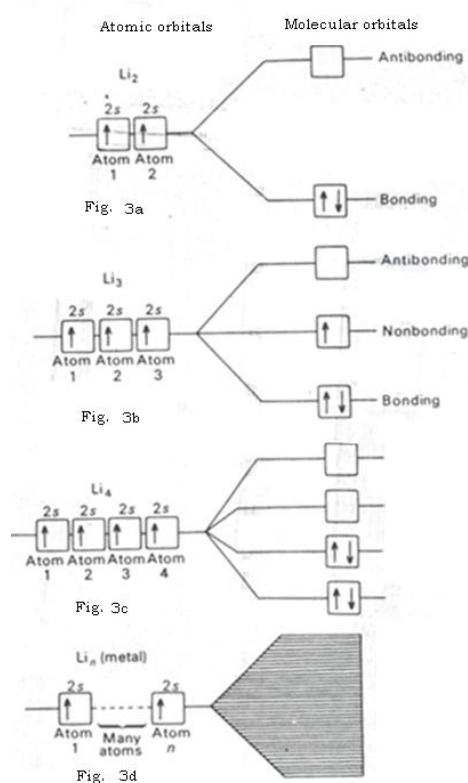 Atomic orbitals
Molecular orbitals
Li₂
Antibonding
2s 2s
Atom Atom
1 2
Bonding
Fig. 3a
Li₃
Antibonding
2s 2s 2s
Nonbonding
Atom Atom Atom
1 2 3
Bonding
Fig. 3b
Li₄
2s 2s 2s 2s
Atom Atom Atom Atom
1 2 3 4
Fig. 3c
Liₙ (metal)
2s 2s
Atom Many Atom
1 atoms n
Fig. 3d